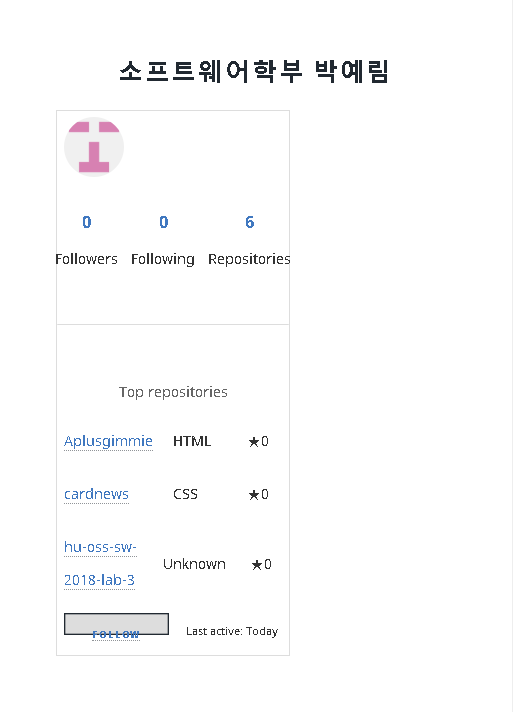 소프트웨어학부 박예림
0 0 6
Followers Following Repositories
Top repositories
Aplusgimmie HTML ★0
cardnews CSS ★0
hu-oss-sw-
2018-lab-3 Unknown ★0
FOLLOW Last active: Today